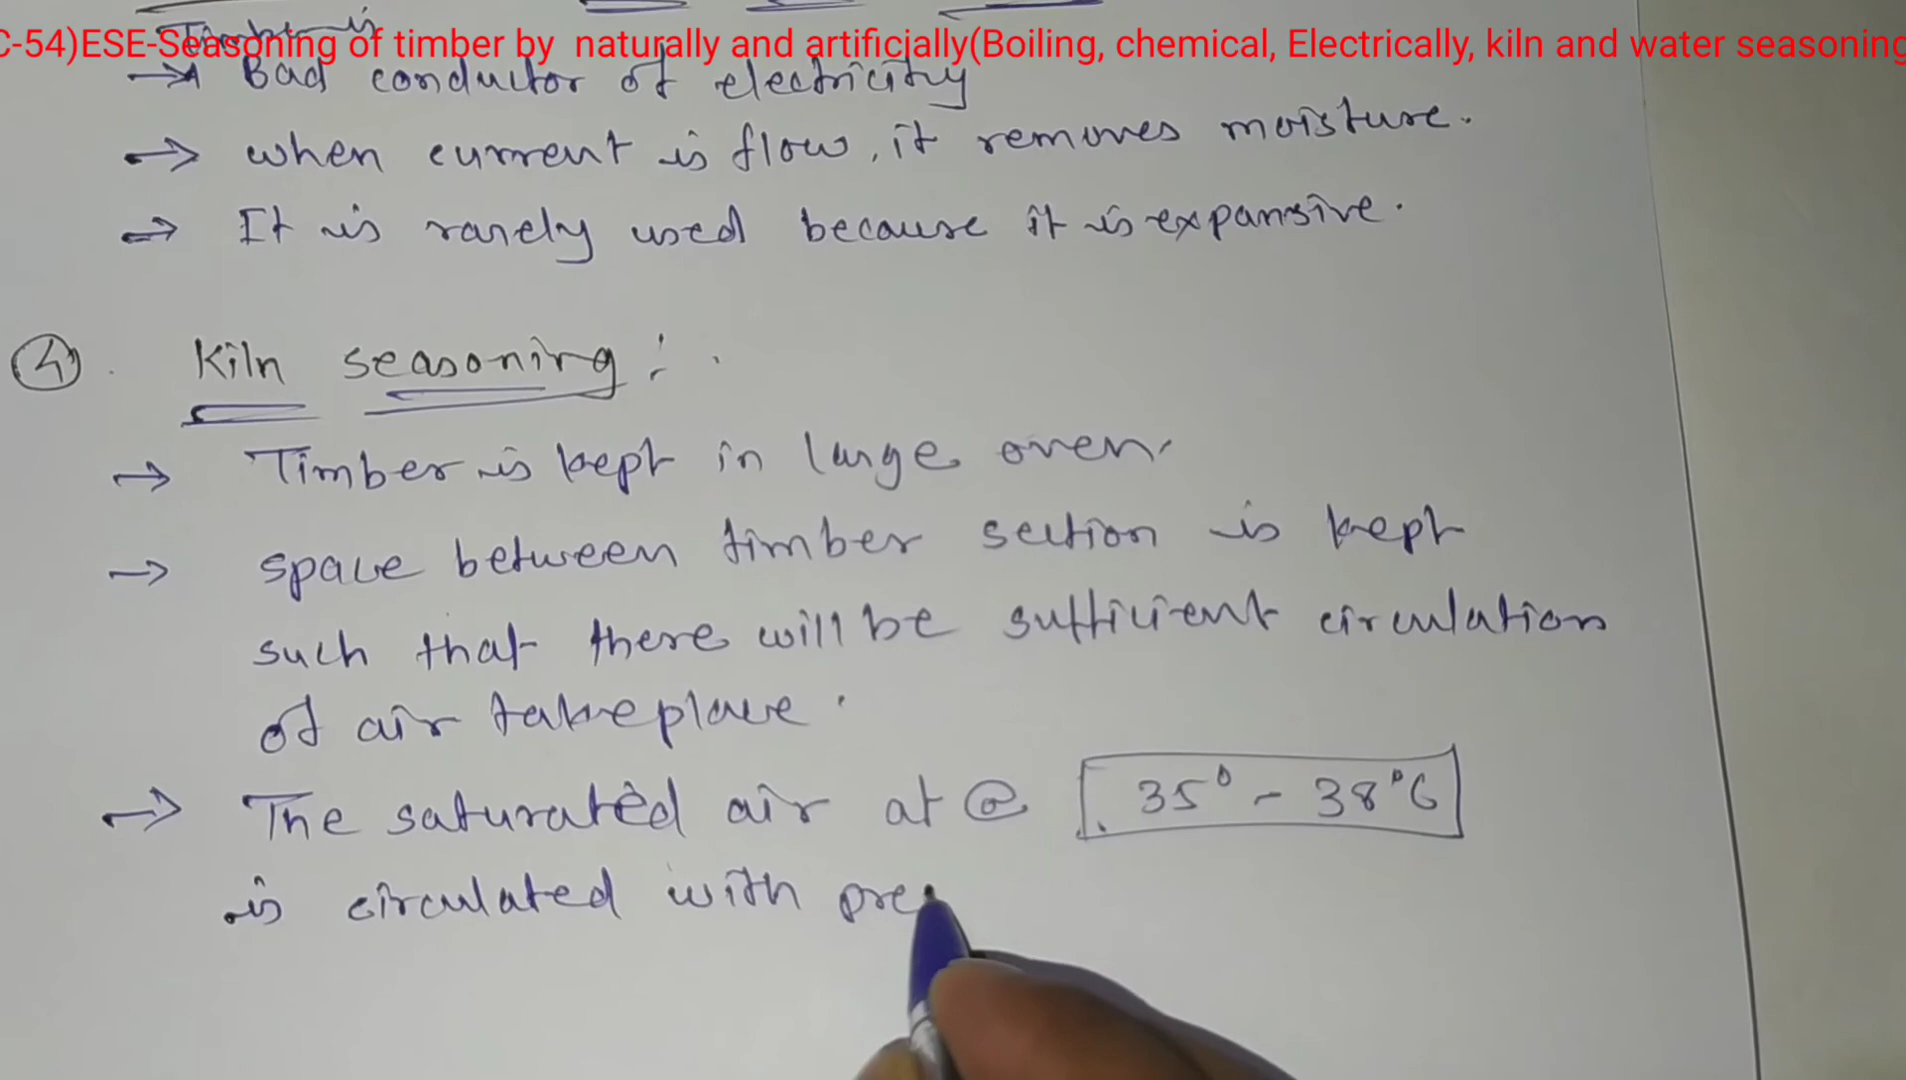 C-54)ESE-Seasoning of timber by naturally and artificially(Boiling, chemical, Electrically, kiln and water seasoning
Timber is
→ Bad conductor of electricity
→ when current is flow, it removes moisture.
→ It is rarely used because it is expansive.
④ Kiln seasoning :
→ Timber is kept in large oven.
→ space between timber section is kept
such that there will be sufficient circulation
of air take place.
→ The saturated air at @ 35° - 38°C
is circulated with pre